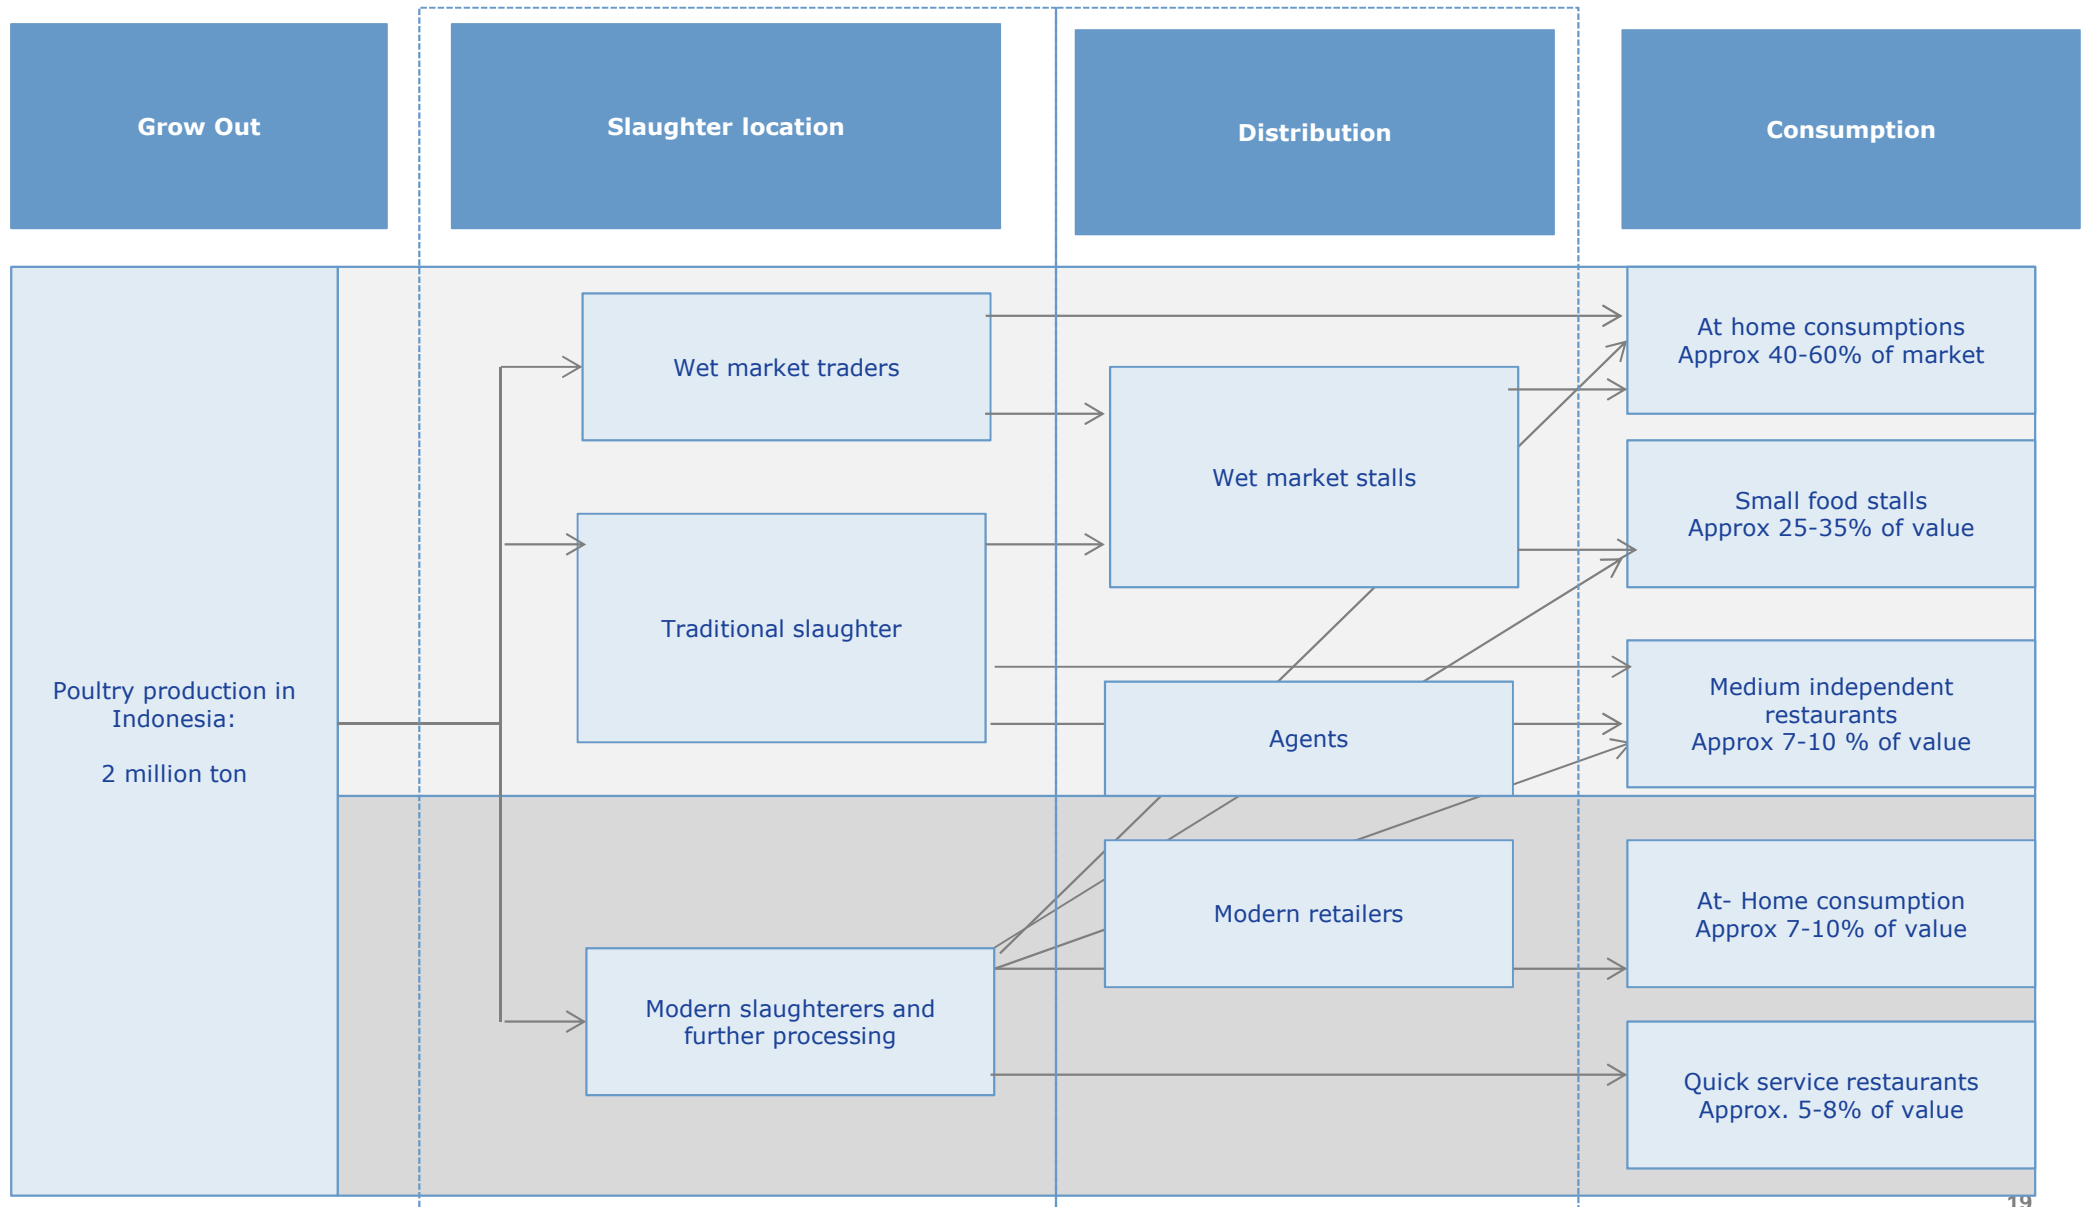 Grow Out
Slaughter location
Distribution
Consumption
Poultry production in
Indonesia:
2 million ton
Wet market traders
Traditional slaughter
Modern slaughterers and
further processing
Wet market stalls
Agents
Modern retailers
At home consumptions
Approx 40-60% of market
Small food stalls
Approx 25-35% of value
Medium independent
restaurants
Approx 7-10 % of value
At- Home consumption
Approx 7-10% of value
Quick service restaurants
Approx. 5-8% of value
19